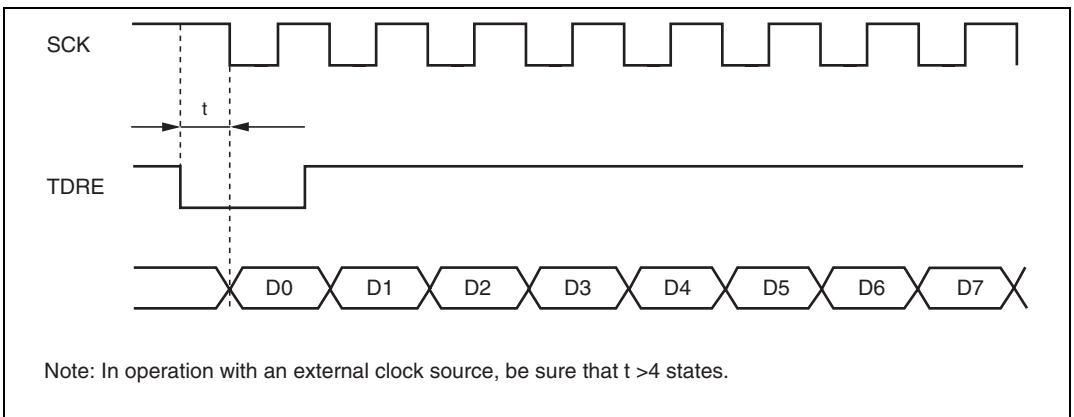 SCK
t
TDRE
D0 D1 D2 D3 D4 D5 D6 D7
Note: In operation with an external clock source, be sure that t >4 states.